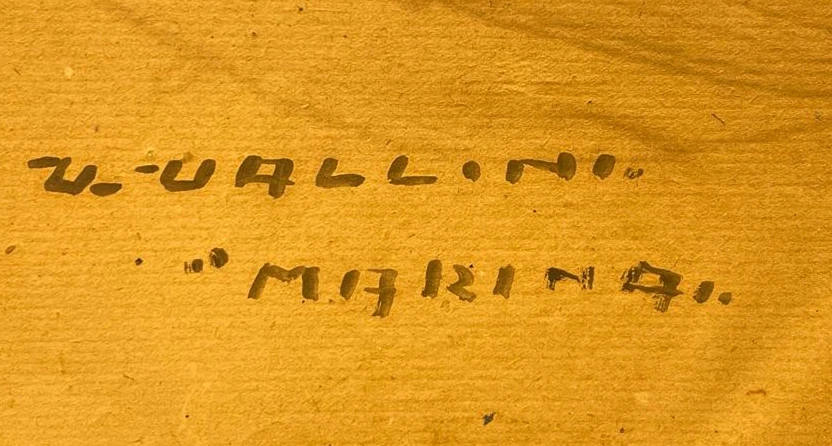 U. VALLINI.
"MARINA"